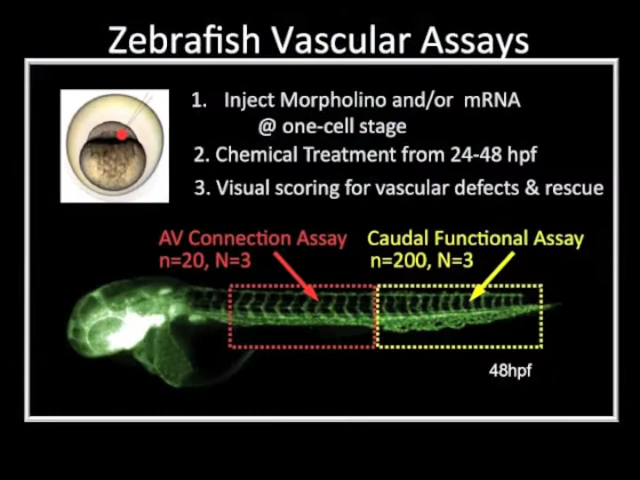 Zebrafish Vascular Assays
1. Inject Morpholino and/or mRNA
@ one-cell stage
2. Chemical Treatment from 24-48 hpf
3. Visual scoring for vascular defects & rescue
AV Connection Assay
n=20, N=3
Caudal Functional Assay
n=200, N=3
48hpf